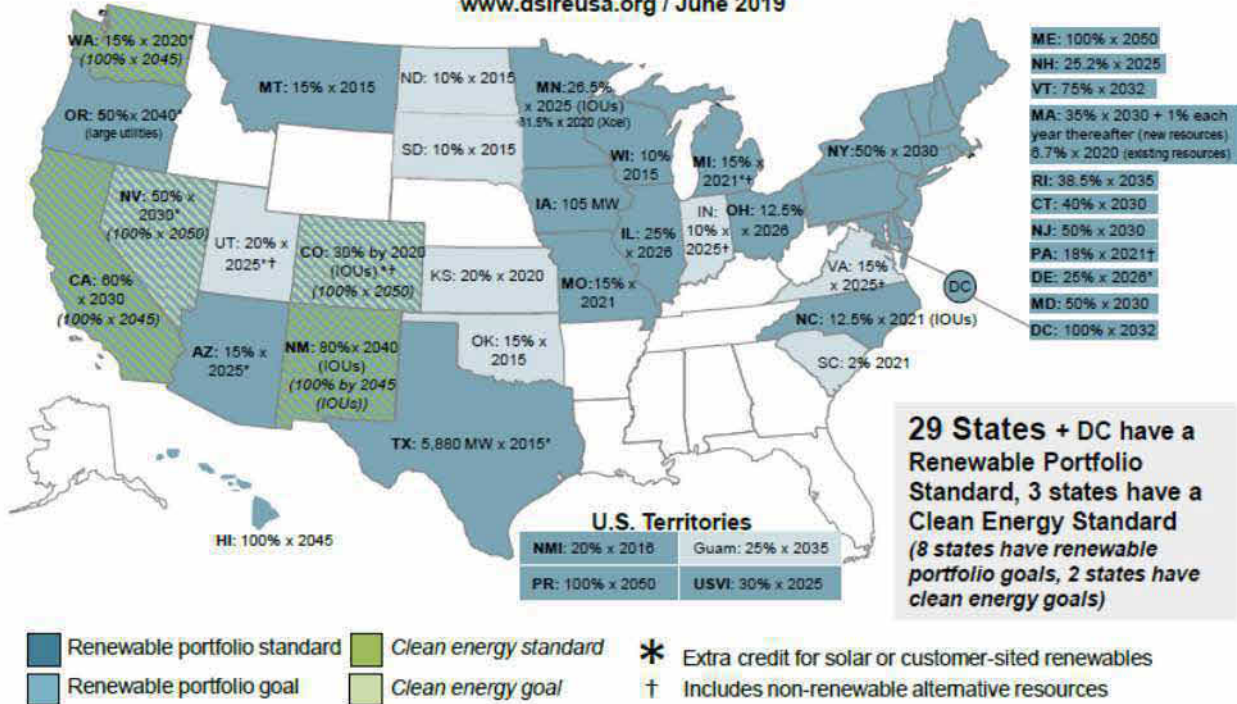 www.dsireusa.org / June 2019
WA: 15% x 2020*
(100% x 2045)
OR: 50% x 2040*
(large utilities)
MT: 15% x 2015
ND: 10% x 2015
SD: 10% x 2015
MN: 26.5%
x 2025 (IOUs)
31.5% x 2020 (Xcel)
WI: 10%
2015
MI: 15% x
2021*†
NY:50% x 2030
NV: 50% x
2030*
(100% x 2050)
UT: 20% x
2025*†
CO: 30% by 2020
(IOUs) *†
(100% x 2050)
IA: 105 MW
IL: 25%
x 2026
IN:
10% x
2025†
OH: 12.5%
x 2026
CA: 60%
x 2030
(100% x 2045)
KS: 20% x 2020
MO:15% x
2021
VA: 15%
x 2025†
DC
AZ: 15% x
2025*
NM: 80%x 2040
(IOUs)
(100% by 2045
(IOUs))
OK: 15% x
2015
NC: 12.5% x 2021 (IOUs)
SC: 2% 2021
TX: 5,880 MW x 2015*
HI: 100% x 2045
ME: 100% x 2050
NH: 25.2% x 2025
VT: 75% x 2032
MA: 35% x 2030 + 1% each
year thereafter (new resources)
6.7% x 2020 (existing resources)
RI: 38.5% x 2035
CT: 40% x 2030
NJ: 50% x 2030
PA: 18% x 2021†
DE: 25% x 2026*
MD: 50% x 2030
DC: 100% x 2032
29 States + DC have a
Renewable Portfolio
Standard, 3 states have a
Clean Energy Standard
(8 states have renewable
portfolio goals, 2 states have
clean energy goals)
U.S. Territories
NMI: 20% x 2016
Guam: 25% x 2035
PR: 100% x 2050
USVI: 30% x 2025
Renewable portfolio standard
Clean energy standard
* Extra credit for solar or customer-sited renewables
Renewable portfolio goal
Clean energy goal
† Includes non-renewable alternative resources